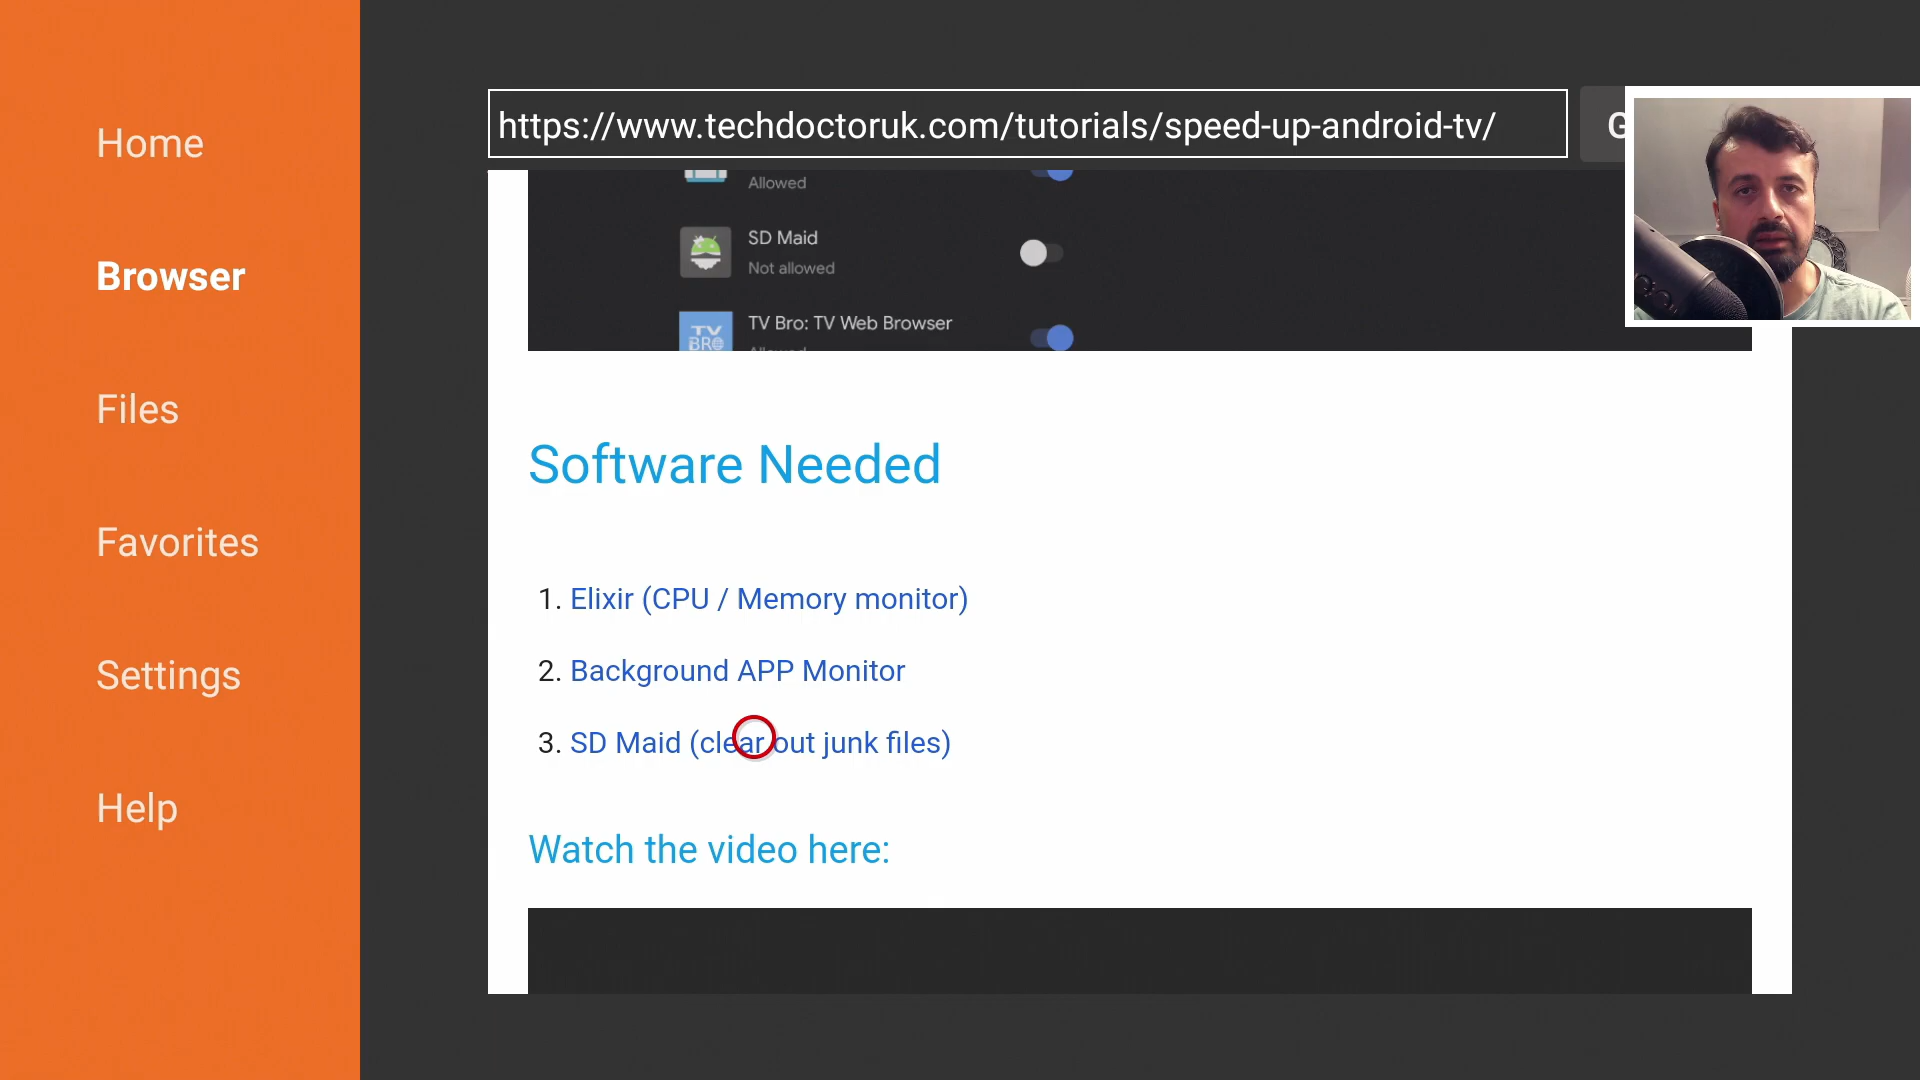 Home
Browser
Files
Favorites
Settings
Help
https://www.techdoctoruk.com/tutorials/speed-up-android-tv/
G
Allowed
SD Maid
Not allowed
TV Bro: TV Web Browser
TV
BRO
Software Needed
1. Elixir (CPU / Memory monitor)
2. Background APP Monitor
3. SD Maid (clear out junk files)
Watch the video here: